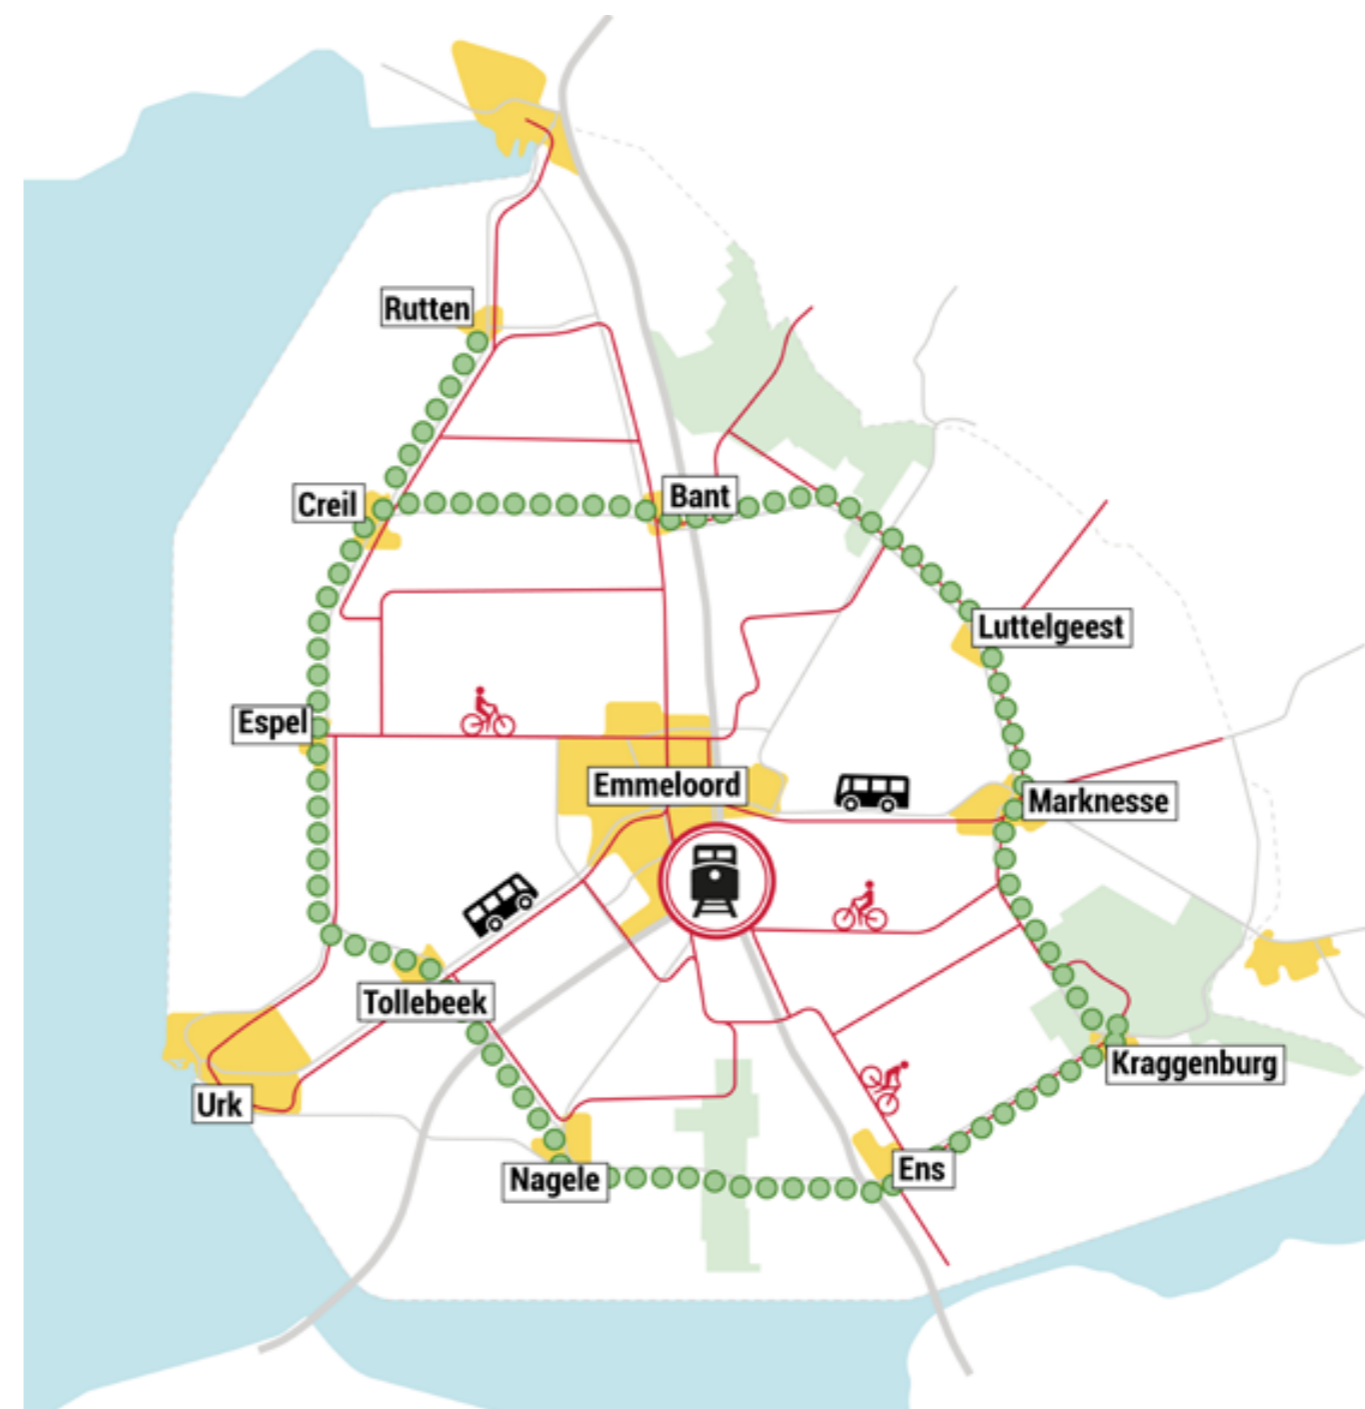 Rutten
Creil
Bant
Luttelgeest
Espel
Emmeloord
Marknesse
Tollebeek
Kraggenburg
Urk
Nagele
Ens